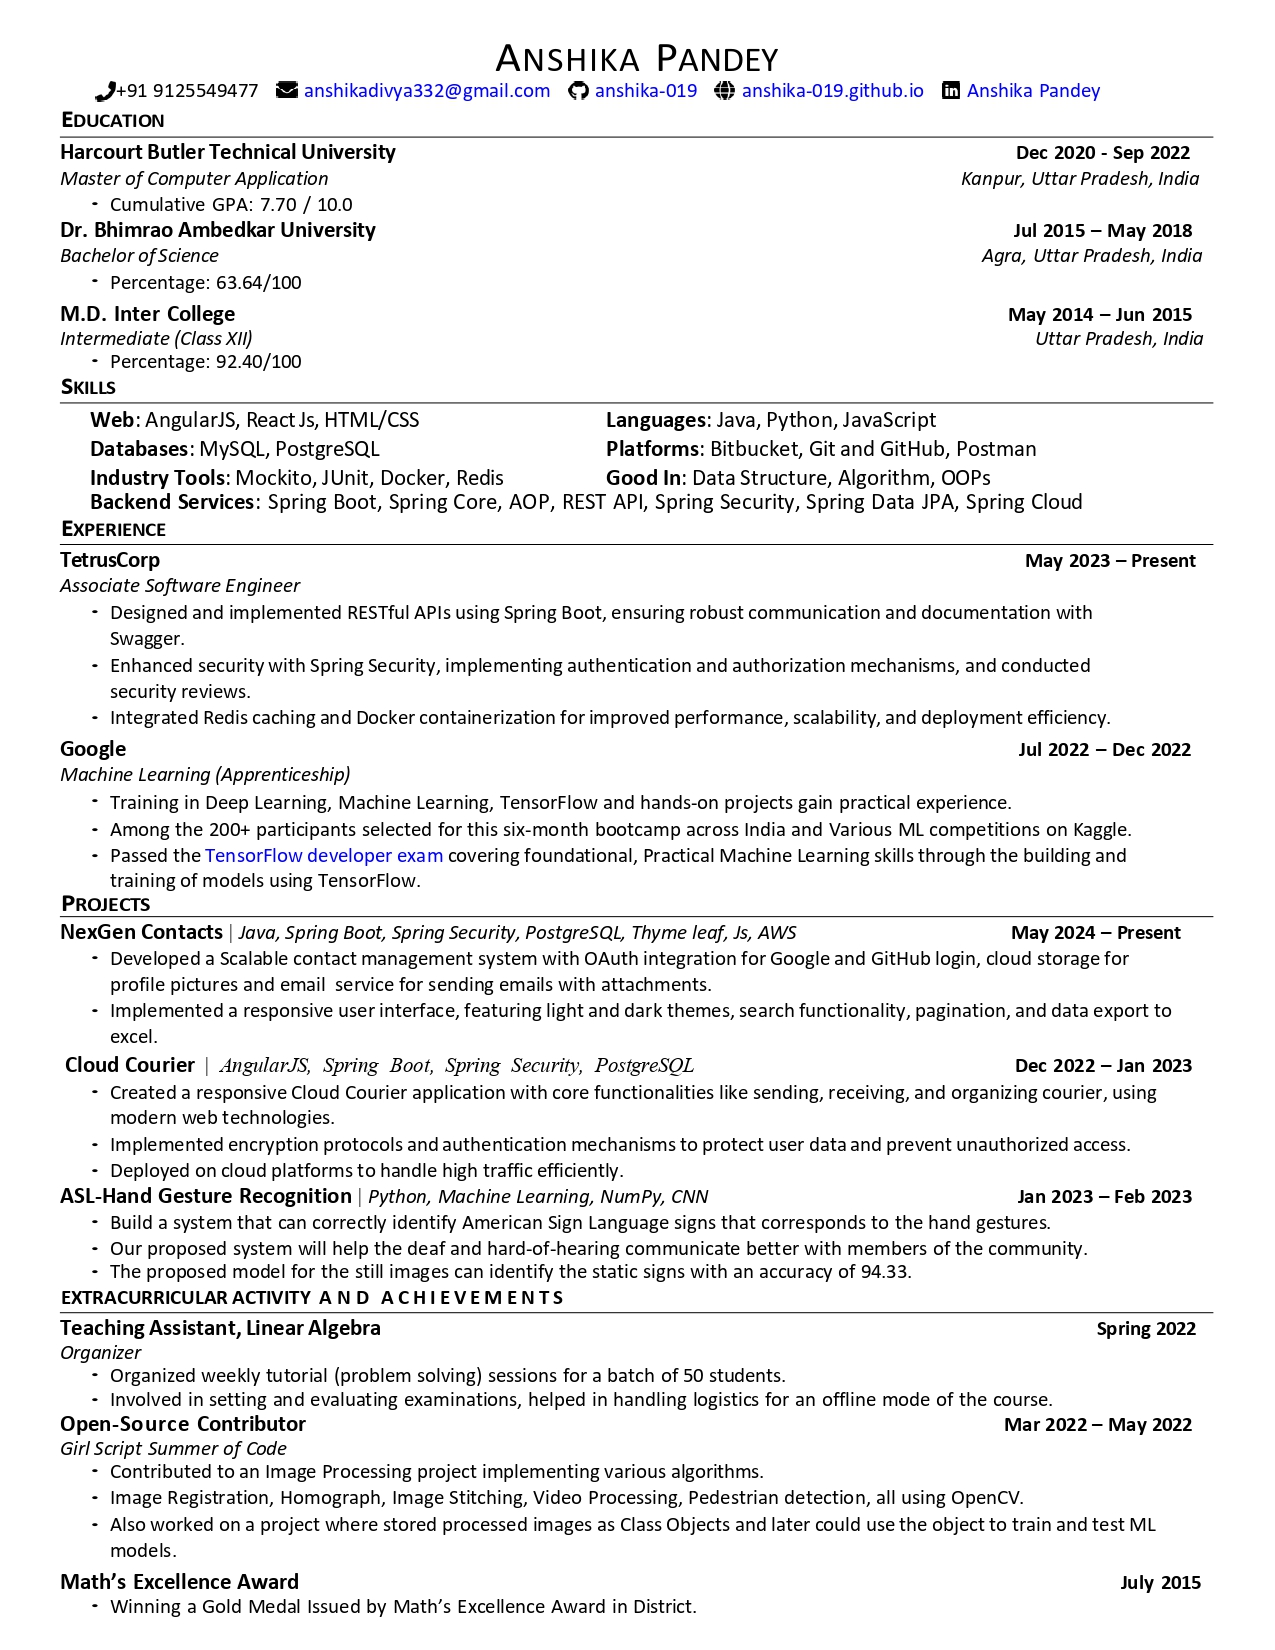 ANSHIKA PANDEY
+91 9125549477 anshikadivya332@gmail.com anshika-019 anshika-019.github.io Anshika Pandey
EDUCATION
Harcourt Butler Technical University Dec 2020 - Sep 2022
Master of Computer Application Kanpur, Uttar Pradesh, India
- Cumulative GPA: 7.70 / 10.0
Dr. Bhimrao Ambedkar University Jul 2015 – May 2018
Bachelor of Science Agra, Uttar Pradesh, India
- Percentage: 63.64/100
M.D. Inter College May 2014 – Jun 2015
Intermediate (Class XII) Uttar Pradesh, India
- Percentage: 92.40/100
SKILLS
Web: AngularJS, React Js, HTML/CSS Languages: Java, Python, JavaScript
Databases: MySQL, PostgreSQL Platforms: Bitbucket, Git and GitHub, Postman
Industry Tools: Mockito, JUnit, Docker, Redis Good In: Data Structure, Algorithm, OOPs
Backend Services: Spring Boot, Spring Core, AOP, REST API, Spring Security, Spring Data JPA, Spring Cloud
EXPERIENCE
TetrusCorp May 2023 – Present
Associate Software Engineer
- Designed and implemented RESTful APIs using Spring Boot, ensuring robust communication and documentation with
Swagger.
- Enhanced security with Spring Security, implementing authentication and authorization mechanisms, and conducted
security reviews.
- Integrated Redis caching and Docker containerization for improved performance, scalability, and deployment efficiency.
Google Jul 2022 – Dec 2022
Machine Learning (Apprenticeship)
- Training in Deep Learning, Machine Learning, TensorFlow and hands-on projects gain practical experience.
- Among the 200+ participants selected for this six-month bootcamp across India and Various ML competitions on Kaggle.
- Passed the TensorFlow developer exam covering foundational, Practical Machine Learning skills through the building and
training of models using TensorFlow.
PROJECTS
NexGen Contacts | Java, Spring Boot, Spring Security, PostgreSQL, Thyme leaf, Js, AWS May 2024 – Present
- Developed a Scalable contact management system with OAuth integration for Google and GitHub login, cloud storage for
profile pictures and email service for sending emails with attachments.
- Implemented a responsive user interface, featuring light and dark themes, search functionality, pagination, and data export to
excel.
Cloud Courier | AngularJS, Spring Boot, Spring Security, PostgreSQL Dec 2022 – Jan 2023
- Created a responsive Cloud Courier application with core functionalities like sending, receiving, and organizing courier, using
modern web technologies.
- Implemented encryption protocols and authentication mechanisms to protect user data and prevent unauthorized access.
- Deployed on cloud platforms to handle high traffic efficiently.
ASL-Hand Gesture Recognition | Python, Machine Learning, NumPy, CNN Jan 2023 – Feb 2023
- Build a system that can correctly identify American Sign Language signs that corresponds to the hand gestures.
- Our proposed system will help the deaf and hard-of-hearing communicate better with members of the community.
- The proposed model for the still images can identify the static signs with an accuracy of 94.33.
EXTRACURRICULAR ACTIVITY AND ACHIEVEMENTS
Teaching Assistant, Linear Algebra Spring 2022
Organizer
- Organized weekly tutorial (problem solving) sessions for a batch of 50 students.
- Involved in setting and evaluating examinations, helped in handling logistics for an offline mode of the course.
Open-Source Contributor Mar 2022 – May 2022
Girl Script Summer of Code
- Contributed to an Image Processing project implementing various algorithms.
- Image Registration, Homograph, Image Stitching, Video Processing, Pedestrian detection, all using OpenCV.
- Also worked on a project where stored processed images as Class Objects and later could use the object to train and test ML
models.
Math’s Excellence Award July 2015
- Winning a Gold Medal Issued by Math’s Excellence Award in District.